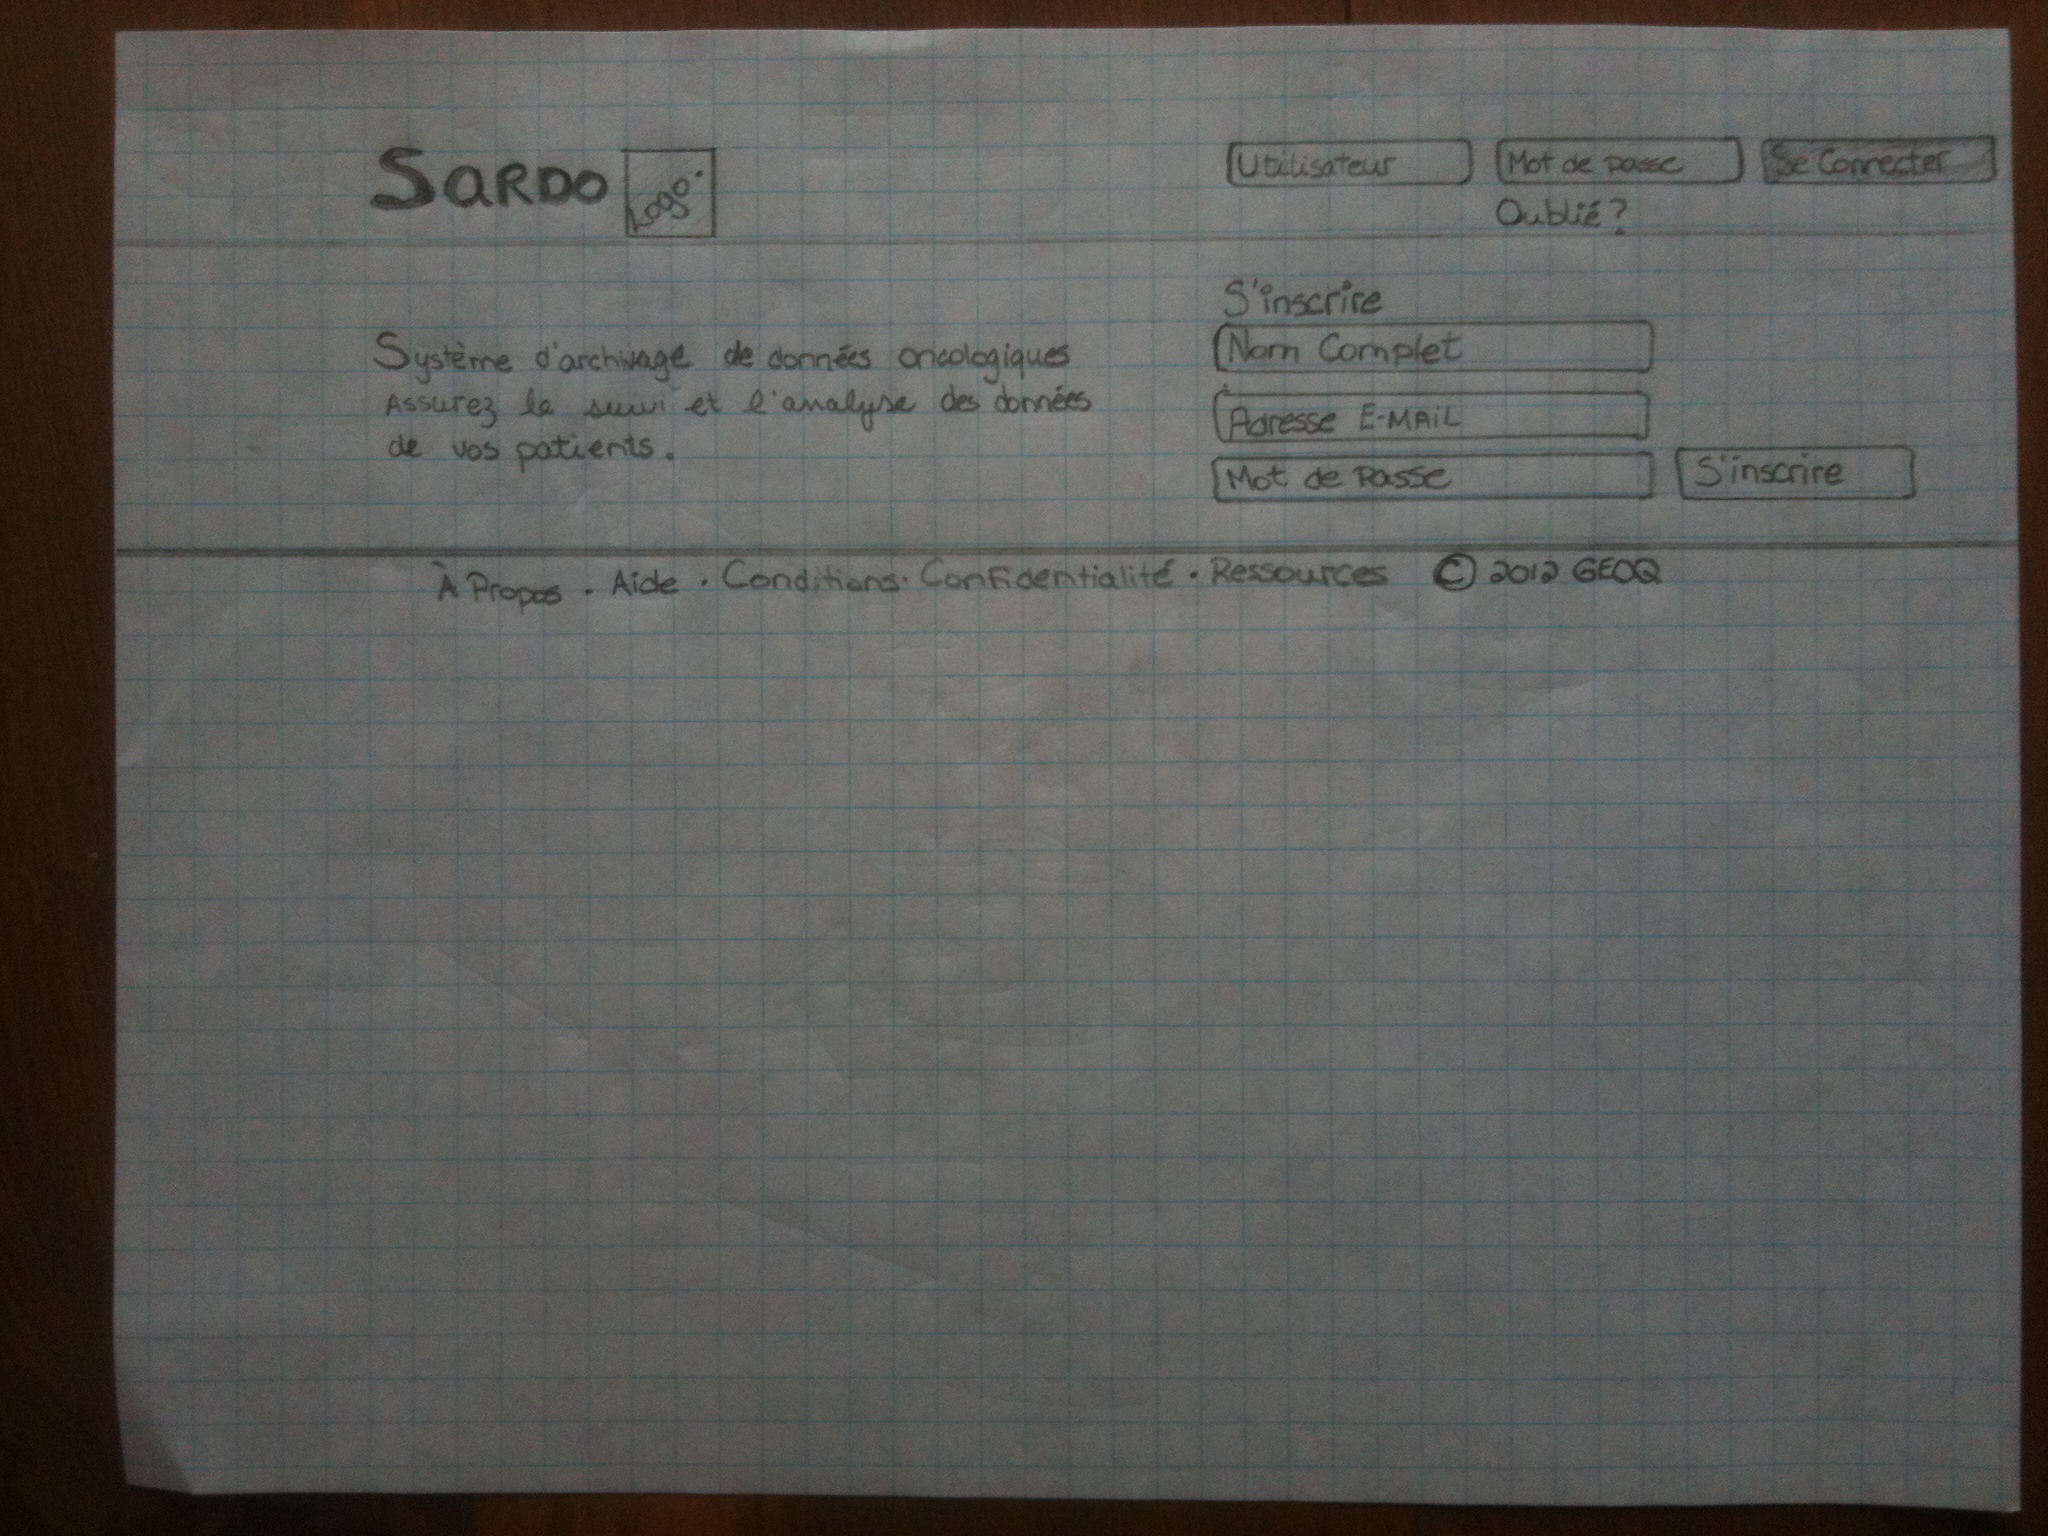 SARDO Logo
Utilisateur
Mot de passe
Se Connecter
Oublié?
Système d'archivage de données oncologiques
Assurez le suivi et l'analyse des données
de vos patients.
S'inscrire
Nom Complet
Adresse E-MAIL
Mot de Passe
S'inscrire
À Propos . Aide . Conditions . Confidentialité . Ressources © 2012 GEOQ